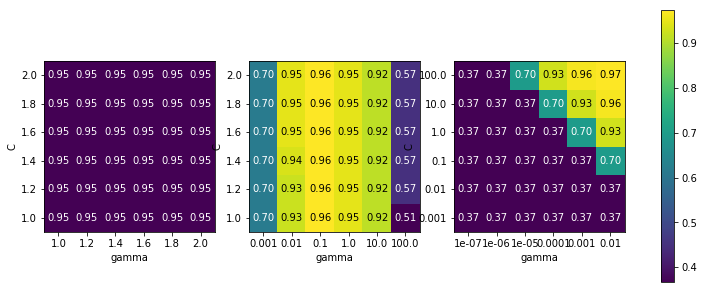 2.0 0.95 0.95 0.95 0.95 0.95 0.95
1.8 0.95 0.95 0.95 0.95 0.95 0.95
1.6 0.95 0.95 0.95 0.95 0.95 0.95
C
1.4 0.95 0.95 0.95 0.95 0.95 0.95
1.2 0.95 0.95 0.95 0.95 0.95 0.95
1.0 0.95 0.95 0.95 0.95 0.95 0.95
1.0 1.2 1.4 1.6 1.8 2.0
gamma
2.0 0.70 0.95 0.96 0.95 0.92 0.57
1.8 0.70 0.95 0.96 0.95 0.92 0.57
1.6 0.70 0.95 0.96 0.95 0.92 0.57
C
1.4 0.70 0.94 0.96 0.95 0.92 0.57
1.2 0.70 0.93 0.96 0.95 0.92 0.57
1.0 0.70 0.93 0.96 0.95 0.92 0.51
0.001 0.01 0.1 1.0 10.0 100.0
gamma
100.0 0.37 0.37 0.70 0.93 0.96 0.97
10.0 0.37 0.37 0.37 0.70 0.93 0.96
1.0 0.37 0.37 0.37 0.37 0.70 0.93
C
0.1 0.37 0.37 0.37 0.37 0.37 0.70
0.01 0.37 0.37 0.37 0.37 0.37 0.37
0.001 0.37 0.37 0.37 0.37 0.37 0.37
1e-07 1e-06 1e-05 0.0001 0.001 0.01
gamma
0.9
0.8
0.7
0.6
0.5
0.4